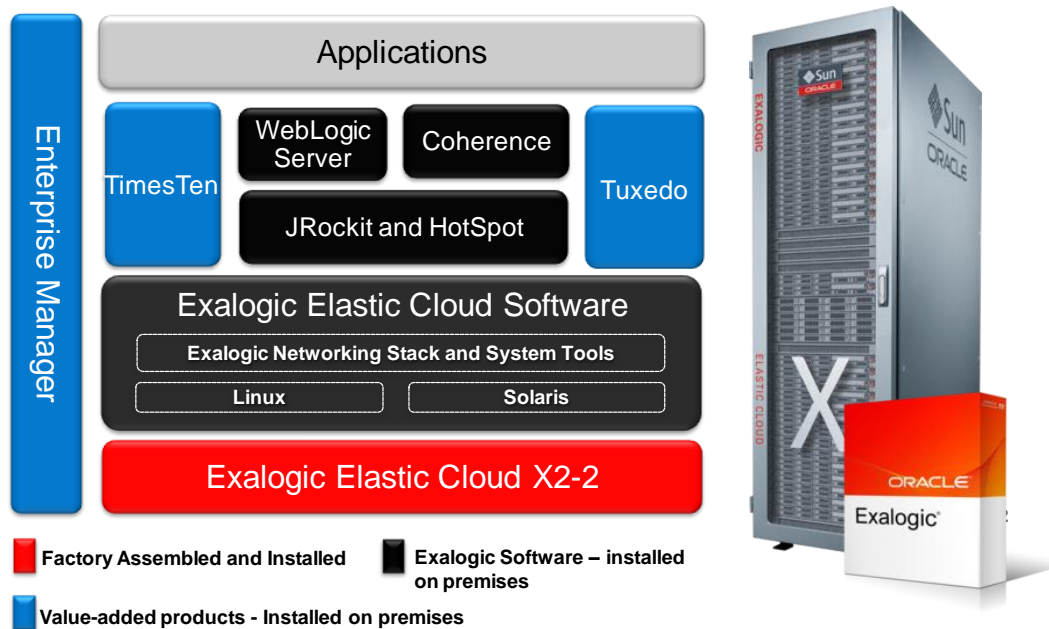 Enterprise Manager
Applications
TimesTen
WebLogic
Server
Coherence
JRockit and HotSpot
Tuxedo
Exalogic Elastic Cloud Software
Exalogic Networking Stack and System Tools
Linux
Solaris
Exalogic Elastic Cloud X2-2
Factory Assembled and Installed
Exalogic Software – installed
on premises
Value-added products - Installed on premises
Sun
ORACLE
EXALOGIC
ELASTIC CLOUD
X
Sun
ORACLE
ORACLE
Exalogic
2